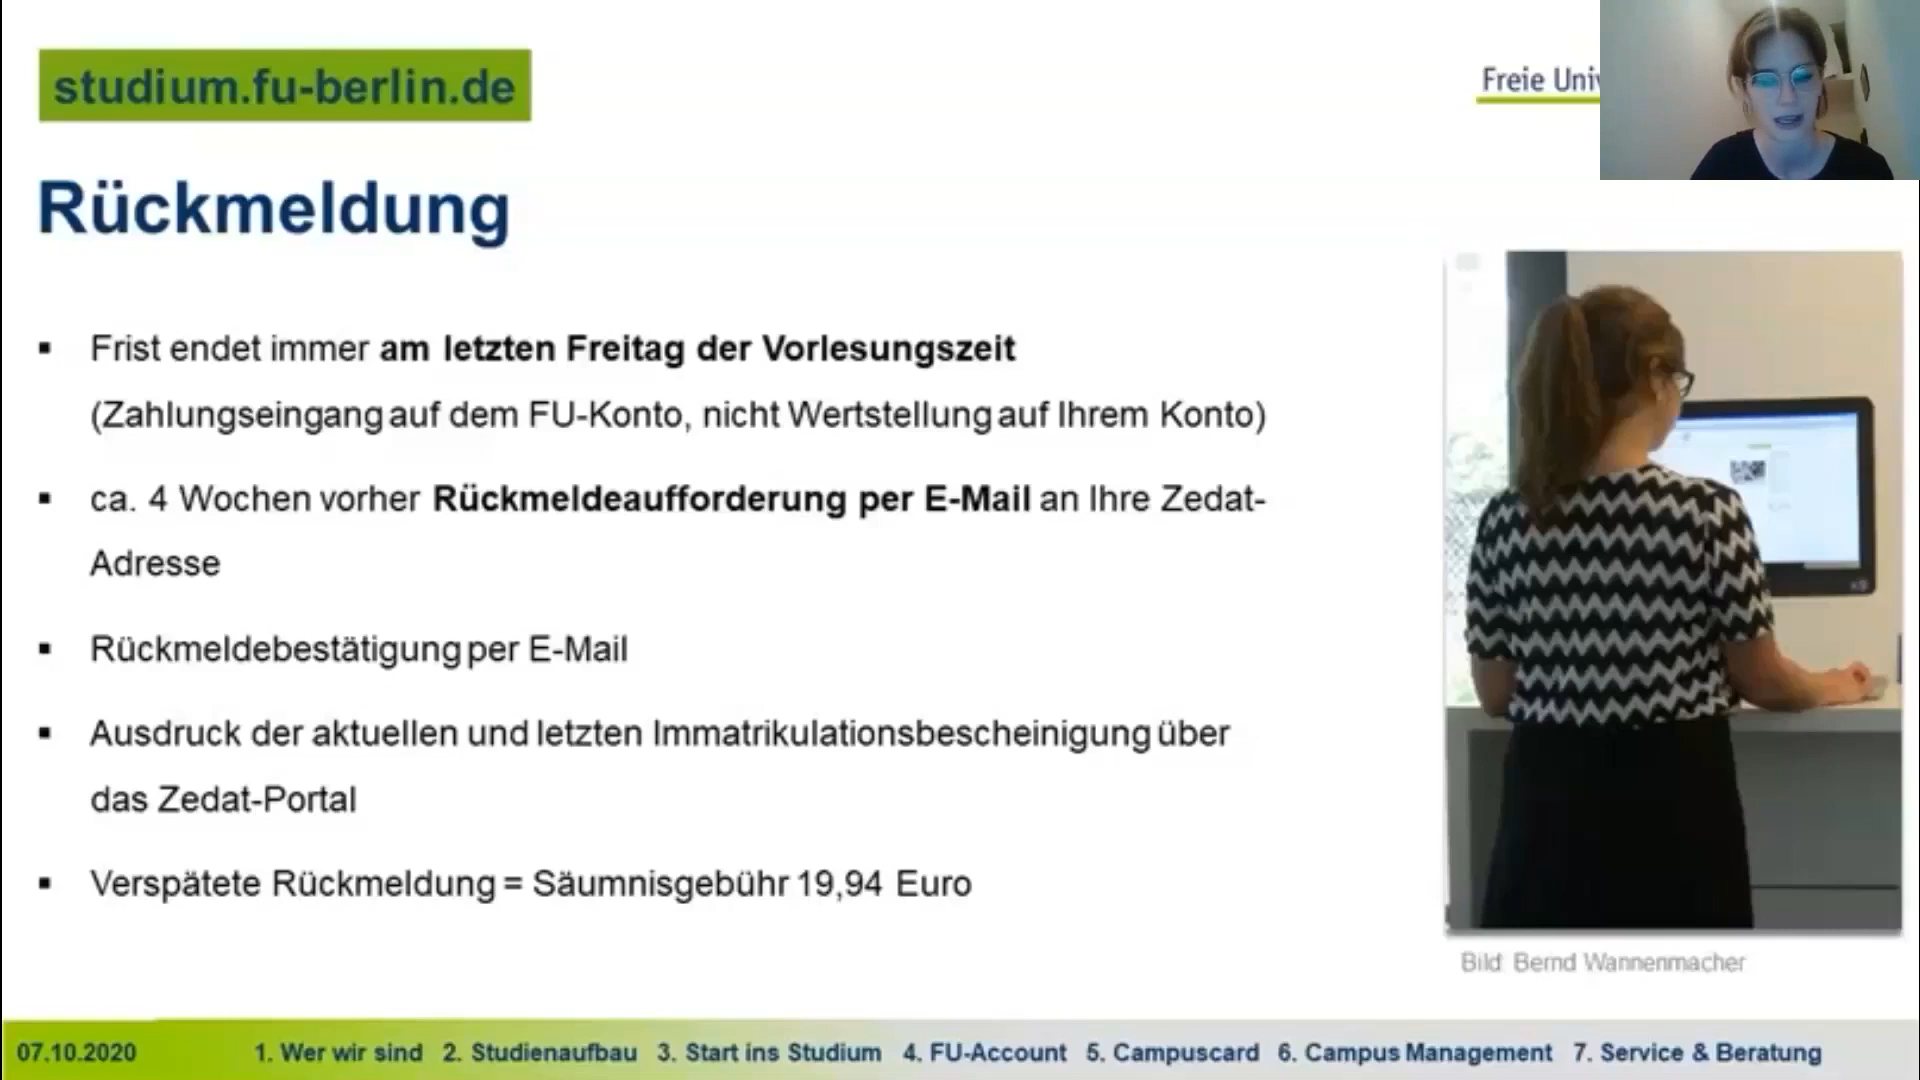 studium.fu-berlin.de
Freie
Rückmeldung
▪ Frist endet immer am letzten Freitag der Vorlesungszeit
(Zahlungseingang auf dem FU-Konto, nicht Wertstellung auf Ihrem Konto)
▪ ca. 4 Wochen vorher Rückmeldeaufforderung per E-Mail an Ihre Zedat-
Adresse
▪ Rückmeldebestätigung per E-Mail
▪ Ausdruck der aktuellen und letzten Immatrikulationsbescheinigung über
das Zedat-Portal
▪ Verspätete Rückmeldung = Säumnisgebühr 19,94 Euro
Bild: Bernd Wannenmacher
07.10.2020 1. Wer wir sind 2. Studienaufbau 3. Start ins Studium 4. FU-Account 5. Campuscard 6. Campus Management 7. Service & Beratung